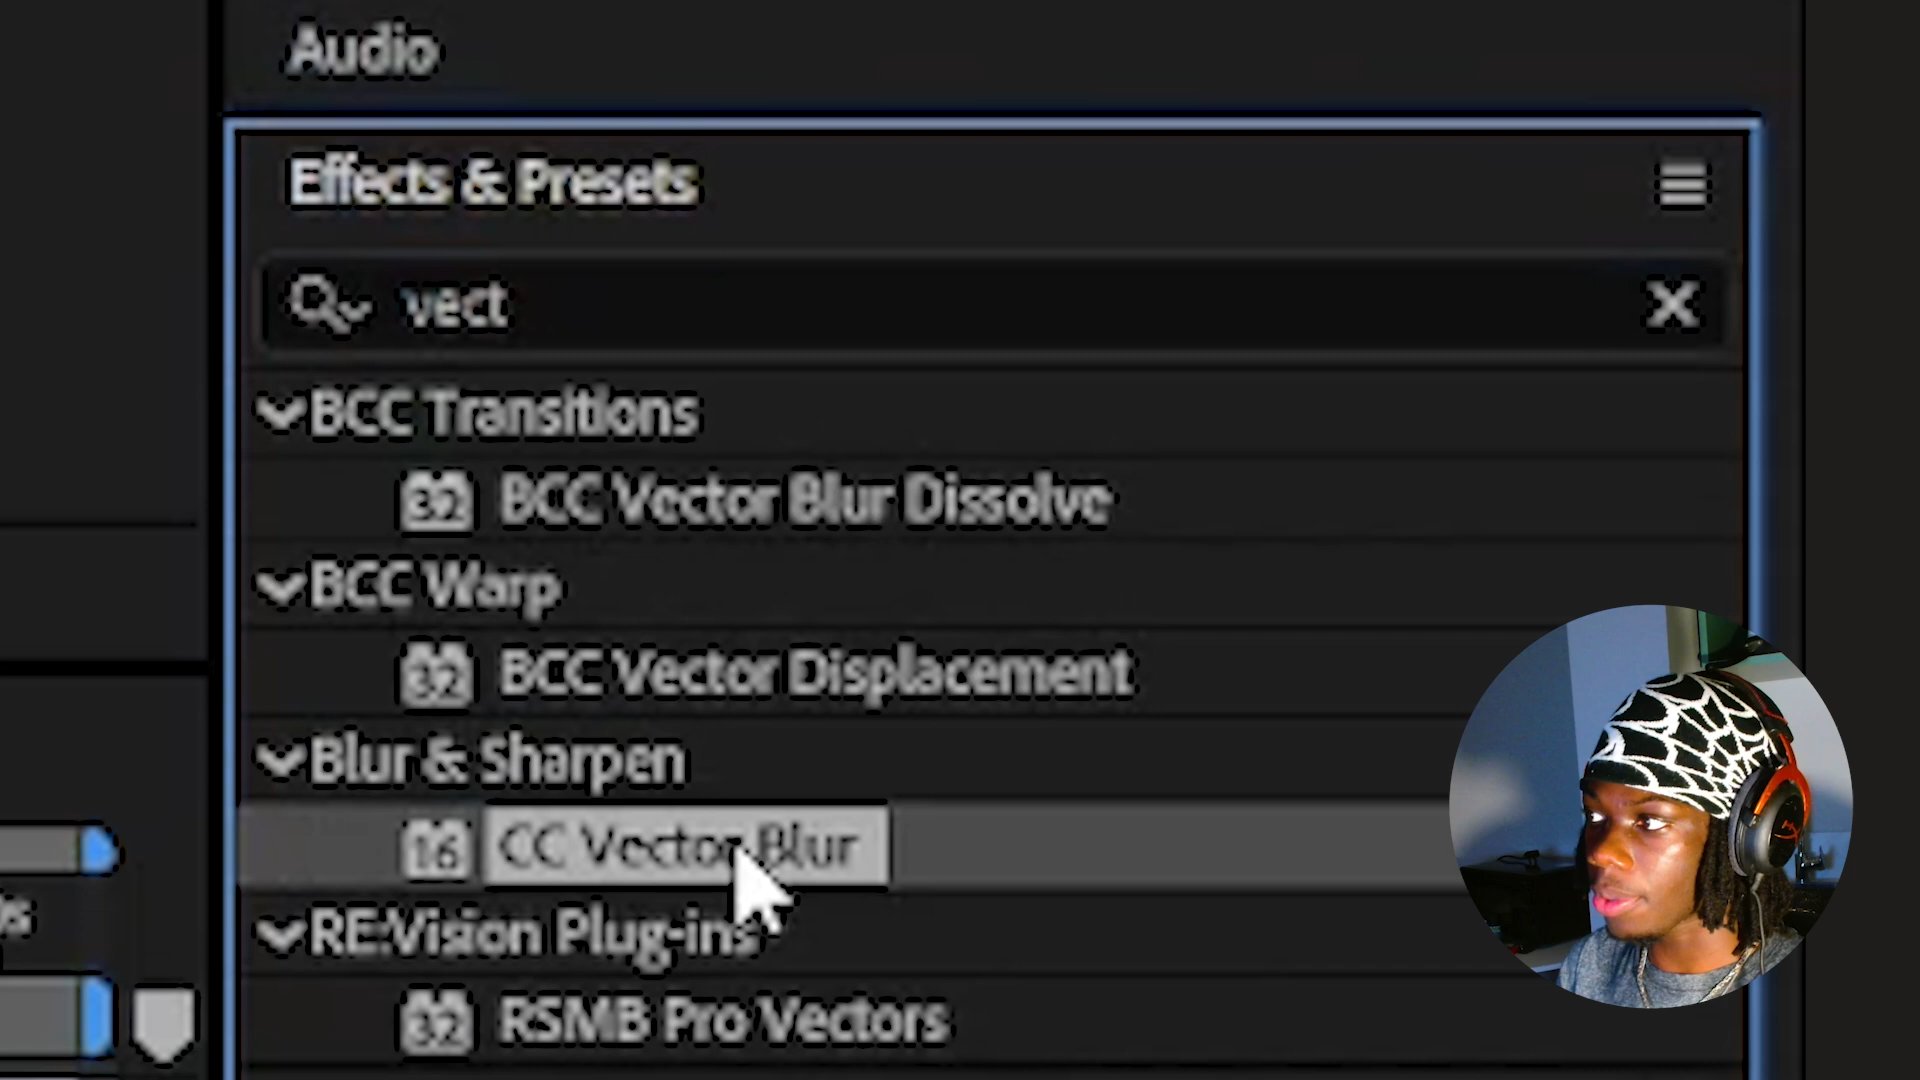 Audio
Effects & Presets
vect
BCC Transitions
32 BCC Vector Blur Dissolve
BCC Warp
32 BCC Vector Displacement
Blur & Sharpen
16 CC Vector Blur
RE:Vision Plug-ins
32 RSMB Pro Vectors